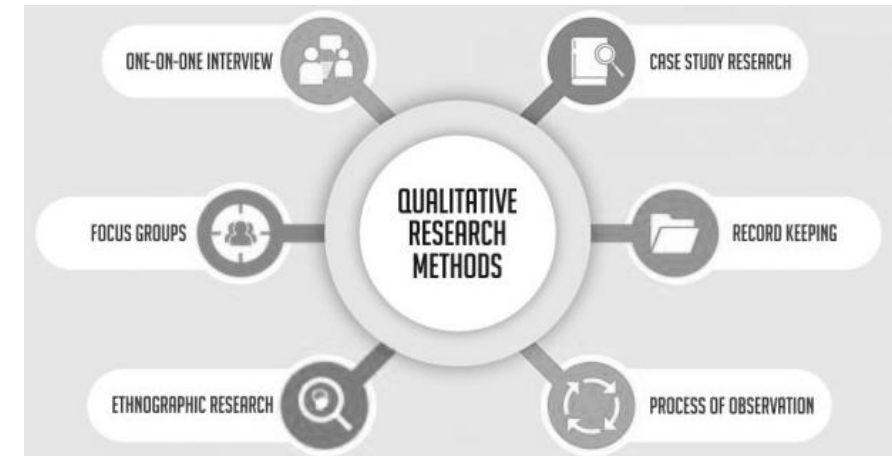 ONE-ON-ONE INTERVIEW
CASE STUDY RESEARCH
QUALITATIVE
RESEARCH
METHODS
FOCUS GROUPS
RECORD KEEPING
ETHNOGRAPHIC RESEARCH
PROCESS OF OBSERVATION